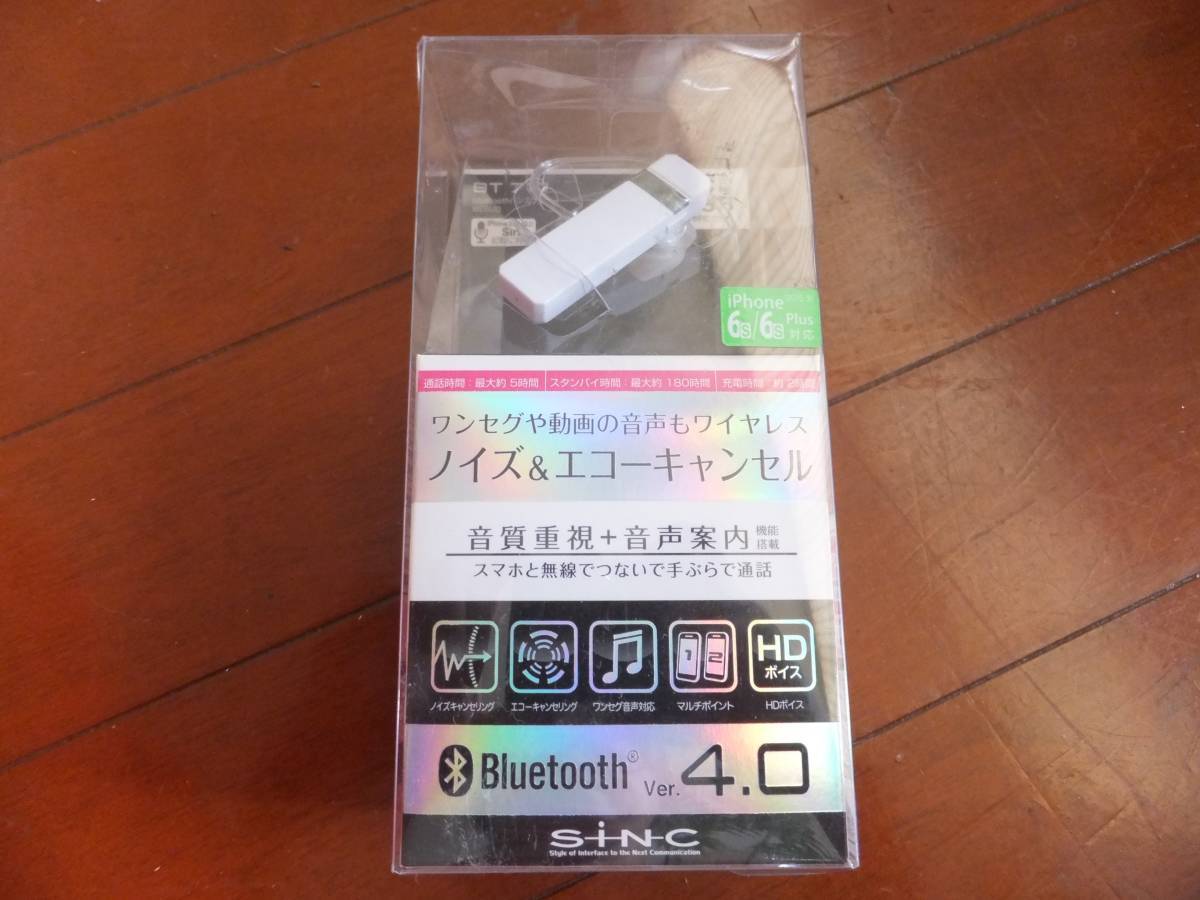 BT
Siri
iPhone
6s/6s Plus
対応
通話時間：最大約 5時間 スタンバイ時間：最大約 180時間 充電時間：約 2時間
ワンセグや動画の音声もワイヤレス
ノイズ&エコーキャンセル
音質重視+音声案内 機能搭載
スマホと無線でつないで手ぶらで通話
1 2 HD
ボイス
ノイズキャンセリング エコーキャンセリング ワンセグ音声対応 マルチポイント HDボイス
Bluetooth® Ver. 4.0
SiNC
Style of Interface to the Next Communication